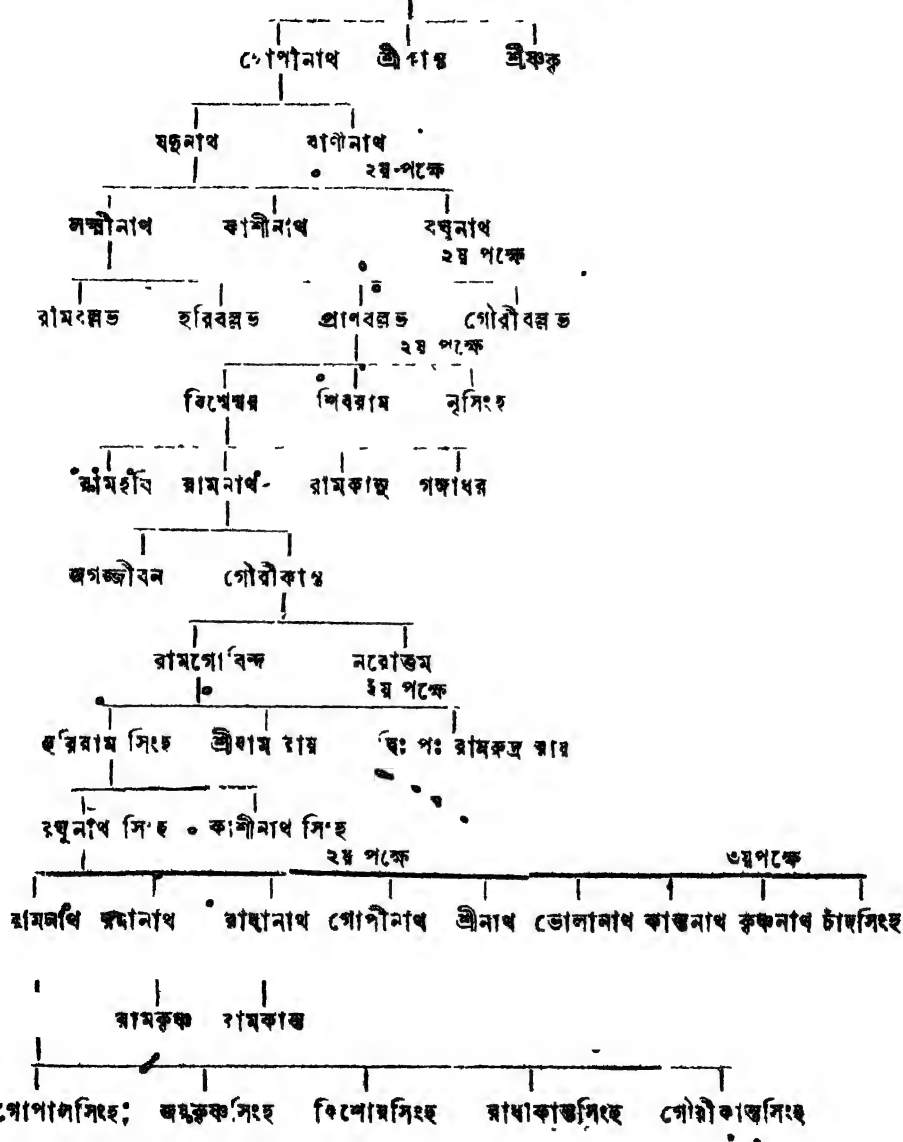 গোপীনাথ শ্রীকান্ত শ্রীকৃষ্ণ
যদুনাথ বাণীনাথ
২য়-পক্ষে
লক্ষ্মীনাথ কাশীনাথ রঘুনাথ
২য় পক্ষে
রামবল্লভ হরিবল্লভ প্রাণবল্লভ গৌরীবল্লভ
২য় পক্ষে
বিশ্বেশ্বর শিবরাম নৃসিংহ
রামহরি রামনাথ রামকান্ত গঙ্গাধর
জগজ্জীবন গৌরীকান্ত
রামগোবিন্দ নরোত্তম
২য় পক্ষে
হরিরাম সিংহ শ্রীরাম রায় দ্বিঃ পঃ রামরুদ্র রায়
রঘুনাথ সিংহ কাশীনাথ সিংহ
২য় পক্ষে ৩য়পক্ষে
রামনাথ রমানাথ রাধানাথ গোপীনাথ শ্রীনাথ ভোলানাথ কান্তনাথ কৃষ্ণনাথ চাঁদসিংহ
রামকৃষ্ণ রামকান্ত
গোপালসিংহ; জয়কৃষ্ণসিংহ কিশোরসিংহ রাধাকান্তসিংহ গৌরীকান্তসিংহ